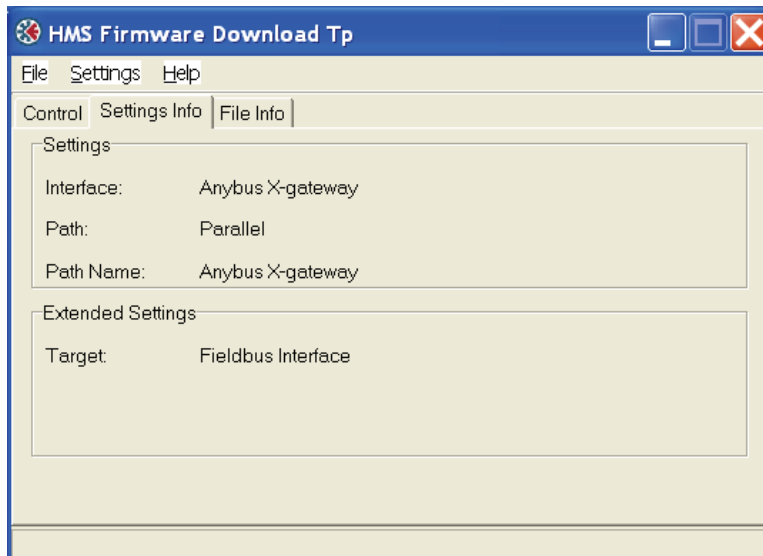 HMS Firmware Download Tp
File Settings Help
Control Settings Info File Info
Settings
Interface: Anybus X-gateway
Path: Parallel
Path Name: Anybus X-gateway
Extended Settings
Target: Fieldbus Interface